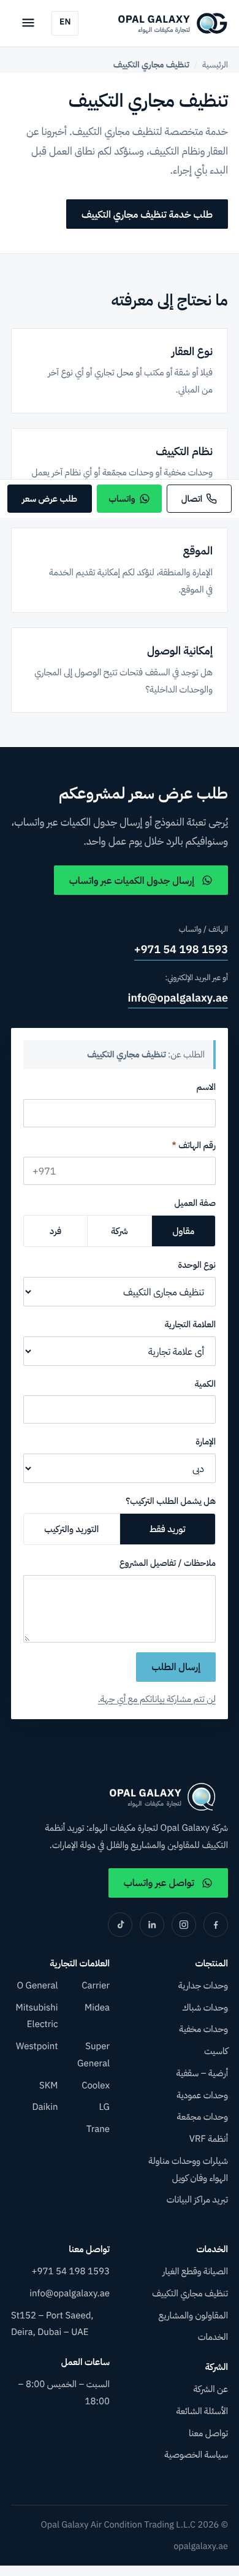 OPAL GALAXY
لتجارة مكيفات الهواء
EN
الرئيسية / تنظيف مجاري التكييف
تنظيف مجاري التكييف
خدمة متخصصة لتنظيف مجاري التكييف. أخبرونا عن
العقار ونظام التكييف، وسنؤكد لكم نطاق العمل قبل
البدء بأي إجراء.
طلب خدمة تنظيف مجاري التكييف
ما نحتاج إلى معرفته
نوع العقار
فيلا أو شقة أو مكتب أو محل تجاري أو أي نوع آخر
من المباني.
نظام التكييف
وحدات مخفية أو وحدات مجمّعة أو أي نظام آخر يعمل
اتصال
واتساب
طلب عرض سعر
الموقع
الإمارة والمنطقة، لنؤكد لكم إمكانية تقديم الخدمة
في الموقع.
إمكانية الوصول
هل توجد في السقف فتحات تتيح الوصول إلى المجاري
والوحدات الداخلية؟
طلب عرض سعر لمشروعكم
يُرجى تعبئة النموذج أو إرسال جدول الكميات عبر واتساب،
وسنوافيكم بالرد خلال يوم عمل واحد.
إرسال جدول الكميات عبر واتساب
الهاتف / واتساب
+971 54 198 1593
أو عبر البريد الإلكتروني:
info@opalgalaxy.ae
الطلب عن: تنظيف مجاري التكييف
الاسم
رقم الهاتف *
+971
صفة العميل
مقاول
شركة
فرد
نوع الوحدة
تنظيف مجاري التكييف
العلامة التجارية
أي علامة تجارية
الكمية
الإمارة
دبي
هل يشمل الطلب التركيب؟
توريد فقط
التوريد والتركيب
ملاحظات / تفاصيل المشروع
إرسال الطلب
لن تتم مشاركة بياناتكم مع أي جهة.
OPAL GALAXY
لتجارة مكيفات الهواء
شركة Opal Galaxy لتجارة مكيفات الهواء: توريد أنظمة
التكييف للمقاولين والمشاريع والفلل في دولة الإمارات.
تواصل عبر واتساب
المنتجات
وحدات جدارية
وحدات شباك
وحدات مخفية
كاسيت
أرضية – سقفية
وحدات عمودية
وحدات مجمّعة
أنظمة VRF
شيلرات ووحدات مناولة
الهواء وفان كويل
تبريد مراكز البيانات
العلامات التجارية
Carrier
O General
Midea
Mitsubishi
Electric
Super
General
Westpoint
Coolex
SKM
LG
Daikin
Trane
الخدمات
الصيانة وقطع الغيار
تنظيف مجاري التكييف
المقاولون والمشاريع
الخدمات
الشركة
عن الشركة
الأسئلة الشائعة
تواصل معنا
سياسة الخصوصية
تواصل معنا
+971 54 198 1593
info@opalgalaxy.ae
St152 – Port Saeed,
Deira, Dubai – UAE
ساعات العمل
السبت – الخميس 8:00 –
18:00
© 2026 Opal Galaxy Air Condition Trading L.L.C
opalgalaxy.ae